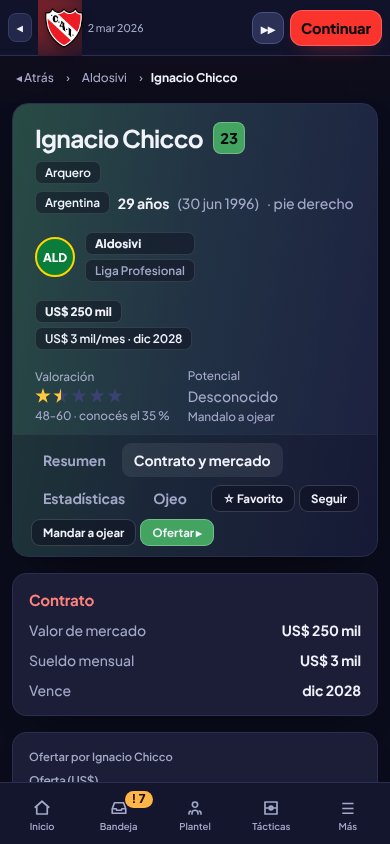 ◂
C.A.I.
2 mar 2026
▸▸
Continuar
◂ Atrás › Aldosivi › Ignacio Chicco
Ignacio Chicco 23
Arquero
Argentina 29 años (30 jun 1996) · pie derecho
ALD
Aldosivi
Liga Profesional
US$ 250 mil
US$ 3 mil/mes · dic 2028
Valoración
★★★★★
48–60 · conocés el 35 %
Potencial
Desconocido
Mandalo a ojear
Resumen Contrato y mercado
Estadísticas Ojeo ☆ Favorito Seguir
Mandar a ojear Ofertar ▸
Contrato
Valor de mercado US$ 250 mil
Sueldo mensual US$ 3 mil
Vence dic 2028
Ofertar por Ignacio Chicco
Oferta (US$)
! 7
Inicio Bandeja Plantel Tácticas Más